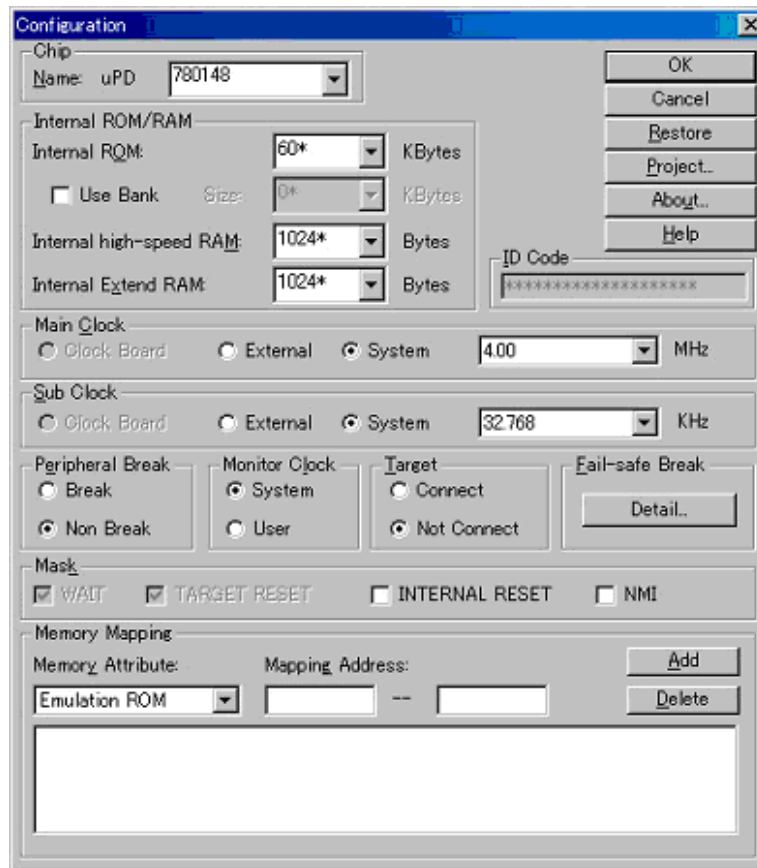 Configuration
Chip
Name: uPD 780148
OK
Cancel
Restore
Project...
About...
Help
Internal ROM/RAM
Internal ROM: 60* KBytes
Use Bank Size: 0* KBytes
Internal high-speed RAM: 1024* Bytes
Internal Extend RAM: 1024* Bytes
ID Code
********************
Main Clock
Clock Board External System 4.00 MHz
Sub Clock
Clock Board External System 32.768 KHz
Peripheral Break
Break
Non Break
Monitor Clock
System
User
Target
Connect
Not Connect
Fail-safe Break
Detail...
Mask
WAIT TARGET RESET INTERNAL RESET NMI
Memory Mapping
Memory Attribute: Mapping Address:
Emulation ROM --
Add
Delete